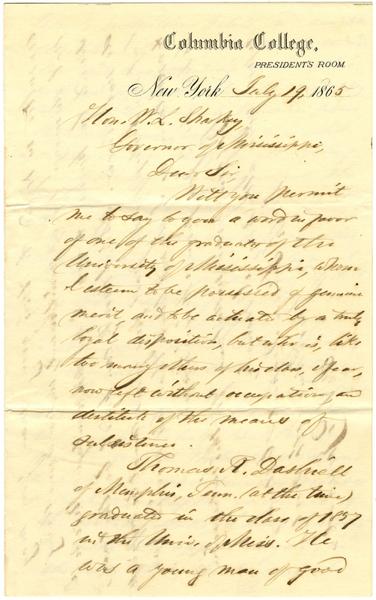 Columbia College,
PRESIDENT'S ROOM.
New York July 19, 1865
Hon. W. L. Sharkey,
Governor of Mississippi,
Dear Sir,
Will you permit
me to say to you a word in favor
of one of the graduates of the
University of Mississippi, whom
I esteem to be possessed of genuine
merit and to be actuated by a truly
loyal disposition, but who is, like
too many others of his class, I fear,
now left without occupation, and
destitute of the means of
subsistence.
Thomas R. Dashiell
of Memphis, Tenn. (at the time)
graduated in the class of 1857
in the Univ. of Miss. He
was a young man of good